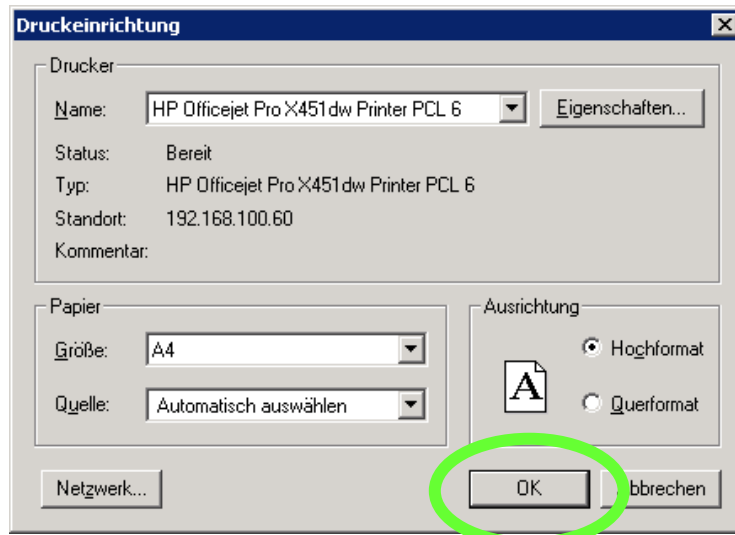 Druckeinrichtung
Drucker
Name: HP Officejet Pro X451dw Printer PCL 6 Eigenschaften...
Status: Bereit
Typ: HP Officejet Pro X451dw Printer PCL 6
Standort: 192.168.100.60
Kommentar:
Papier
Größe: A4
Quelle: Automatisch auswählen
Ausrichtung
A
Hochformat
Querformat
Netzwerk... OK Abbrechen